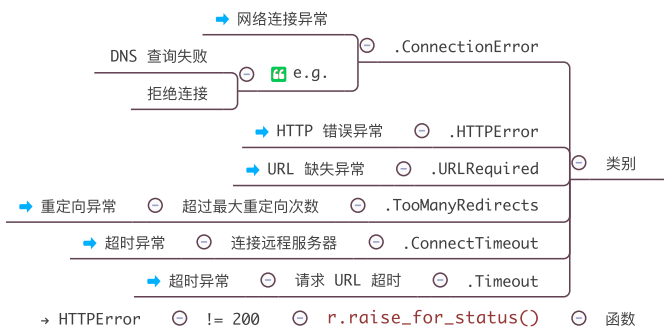 网络连接异常
.ConnectionError
DNS 查询失败
e.g.
拒绝连接
HTTP 错误异常 .HTTPError
类别
URL 缺失异常 .URLRequired
重定向异常 超过最大重定向次数 .TooManyRedirects
超时异常 连接远程服务器 .ConnectTimeout
超时异常 请求 URL 超时 .Timeout
→ HTTPError != 200 r.raise_for_status() 函数